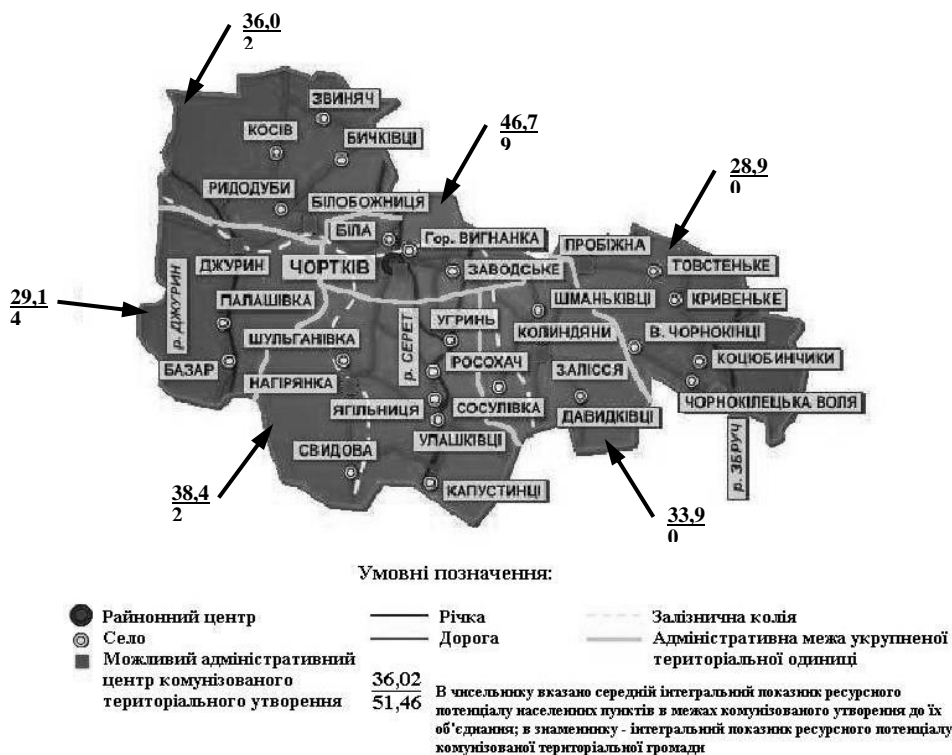 36,0
2
ЗВИНЯЧ
46,7
9
КОСІВ
БИЧКІВЦІ
28,9
0
РИДОДУБИ
БІЛОБОЖНИЦЯ
БІЛА
Гор. ВИГНАНКА
ПРОБІЖНА
ДЖУРИН
ЧОРТКІВ
ЗАВОДСЬКЕ
ТОВСТЕНЬКЕ
29,1
4
р. ДЖУРИН
ПАЛАШІВКА
ШМАНЬКІВЦІ
КРИВЕНЬКЕ
УГРИНЬ
КОЛИНДЯНИ
В. ЧОРНОКІНЦІ
ШУЛЬГАНІВКА
р. СЕРЕТ
РОСОХАЧ
КОЦЮБИНЧИКИ
БАЗАР
ЗАЛІССЯ
НАГІРЯНКА
ЧОРНОКІЛЕЦЬКА ВОЛЯ
ЯГІЛЬНИЦЯ
СОСУЛІВКА
ДАВИДКІВЦІ
УЛАШКІВЦІ
СВИДОВА
р. ЗБРУЧ
КАПУСТИНЦІ
38,4
2
33,9
0
Умовні позначення:
Райнонний центр
Річка
Залізнична колія
Село
Дорога
Адміністративна межа укрупненої
територіальної одиниці
Можливий адміністративний
центр комунізованого
територіального утворення
36,02
51,46
В чисельнику вказано середній інтегральний показник ресурсного
потенціалу населенних пунктів в межах комунізованого утворення до їх
об'єднання; в знаменнику - інтегральний показник ресурсного потенціалу
комунізованої територіальної громади